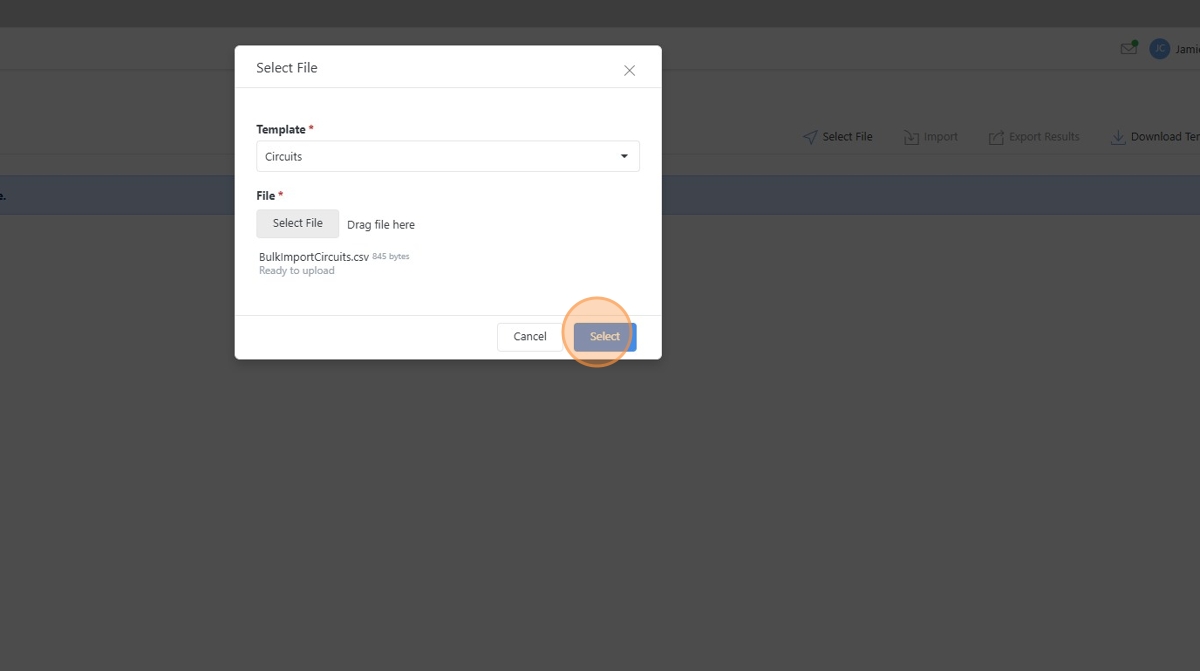 Select File
JC
Jamie
Select File
Import
Export Results
Download Tem
e.
Template *
Circuits
File *
Select File
Drag file here
BulkImportCircuits.csv 845 bytes
Ready to upload
Cancel
Select